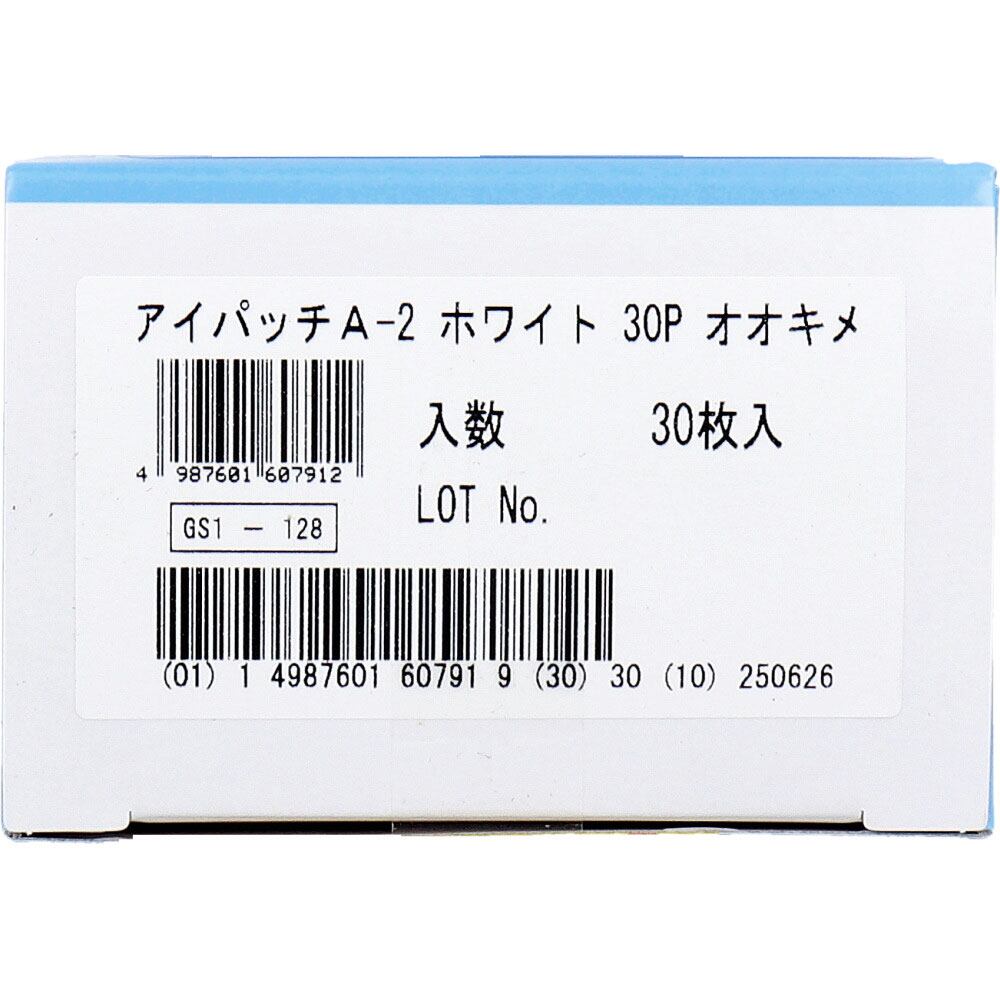 アイパッチA-2 ホワイト 30P オオキメ
入数 30枚入
4 987601 607912
LOT No.
GS1 - 128
(01) 1 4987601 60791 9 (30) 30 (10) 250626